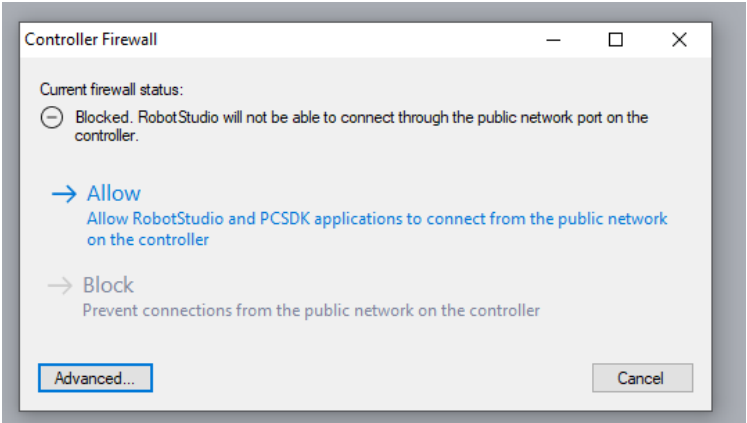 Controller Firewall
Current firewall status:
Blocked. RobotStudio will not be able to connect through the public network port on the
controller.
Allow
Allow RobotStudio and PCSDK applications to connect from the public network
on the controller
Block
Prevent connections from the public network on the controller
Advanced...
Cancel